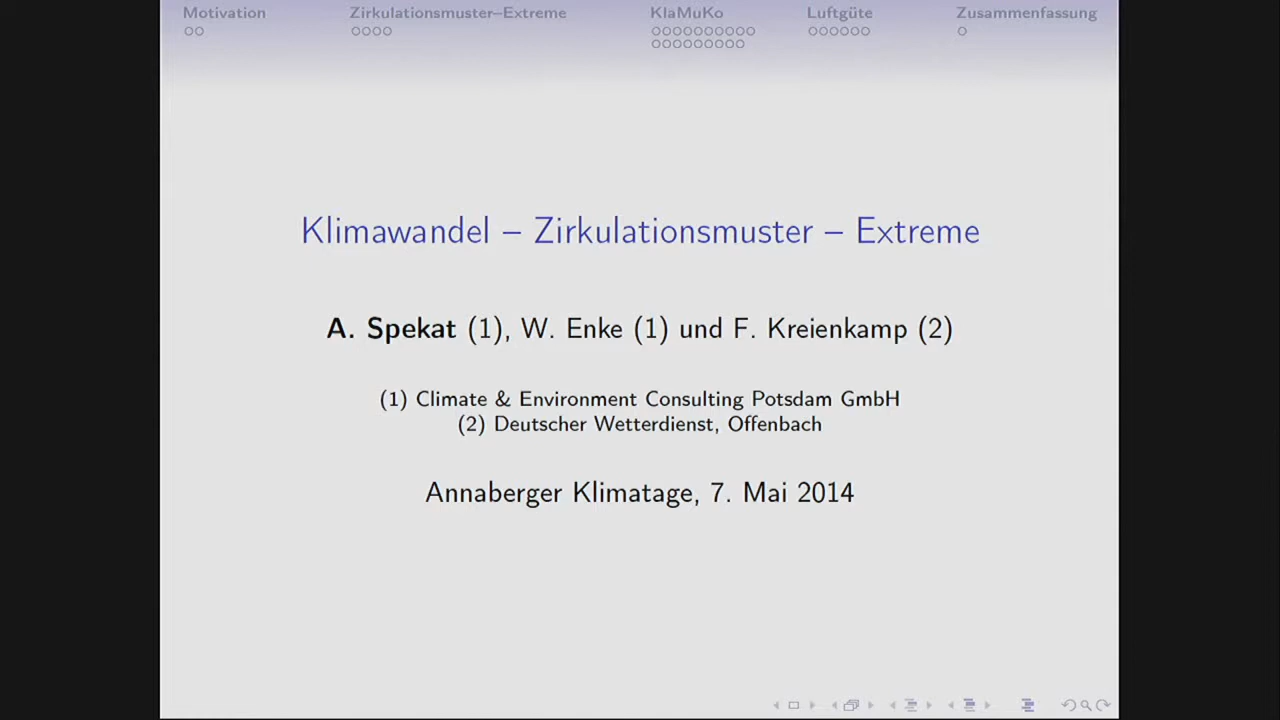 Motivation Zirkulationsmuster–Extreme KlaMuKo Luftgüte Zusammenfassung
Klimawandel – Zirkulationsmuster – Extreme
A. Spekat (1), W. Enke (1) und F. Kreienkamp (2)
(1) Climate & Environment Consulting Potsdam GmbH
(2) Deutscher Wetterdienst, Offenbach
Annaberger Klimatage, 7. Mai 2014